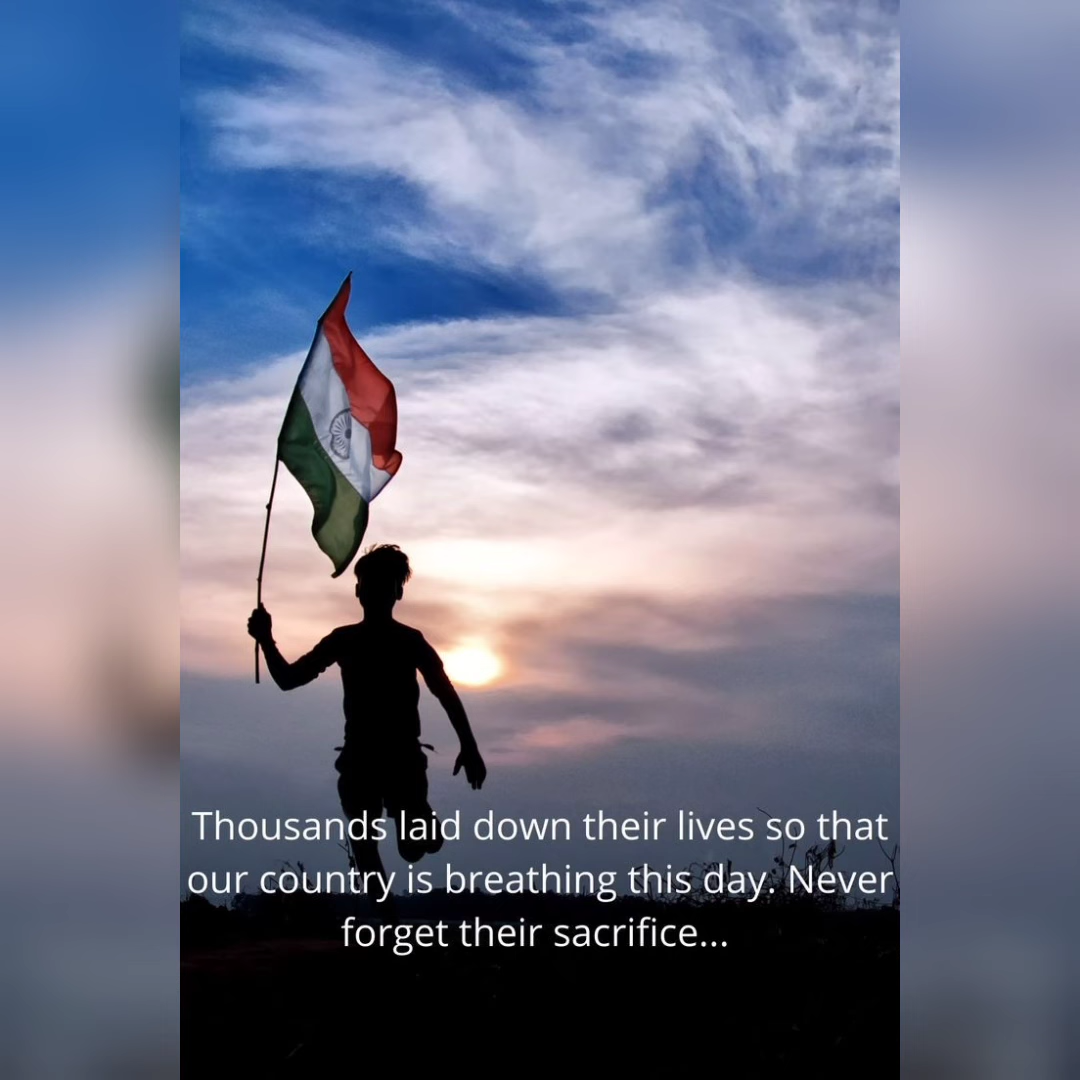 Thousands laid down their lives so that
our country is breathing this day. Never
forget their sacrifice...